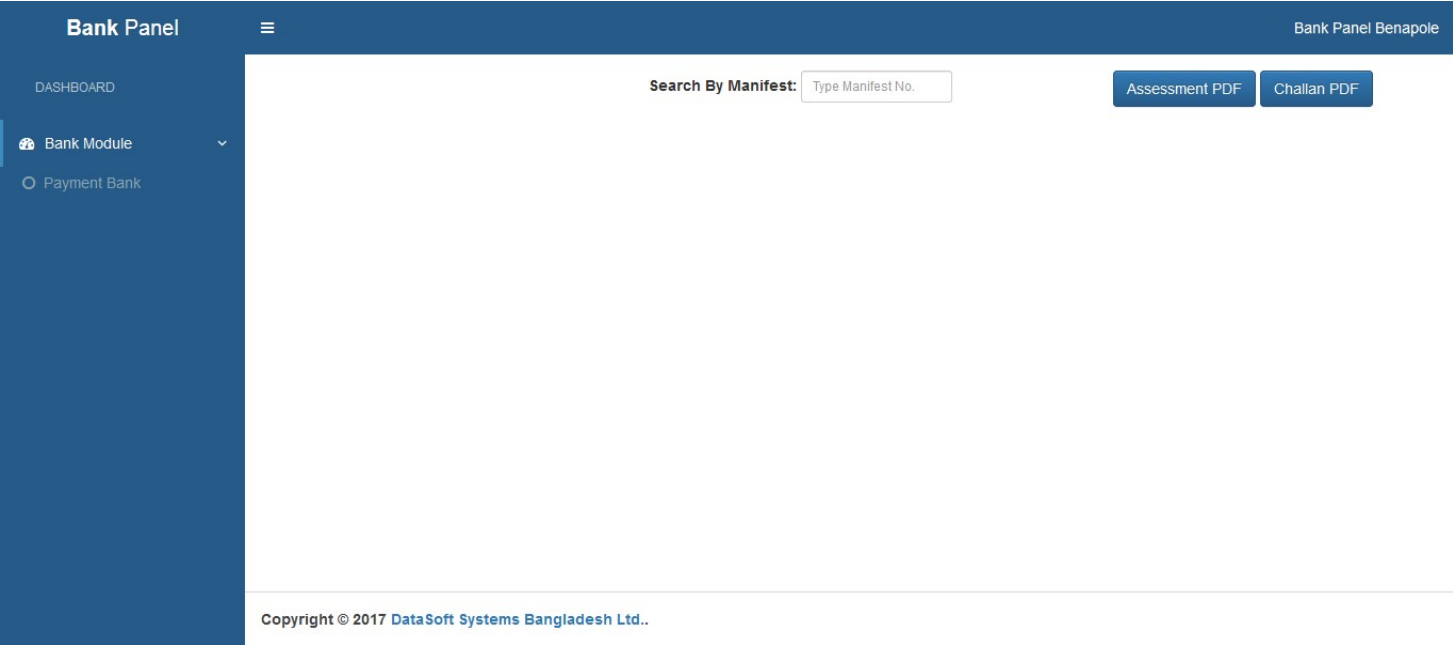 Bank Panel
Bank Panel Benapole
DASHBOARD
Bank Module
Payment Bank
Search By Manifest: Type Manifest No.
Assessment PDF Challan PDF
Copyright © 2017 DataSoft Systems Bangladesh Ltd..